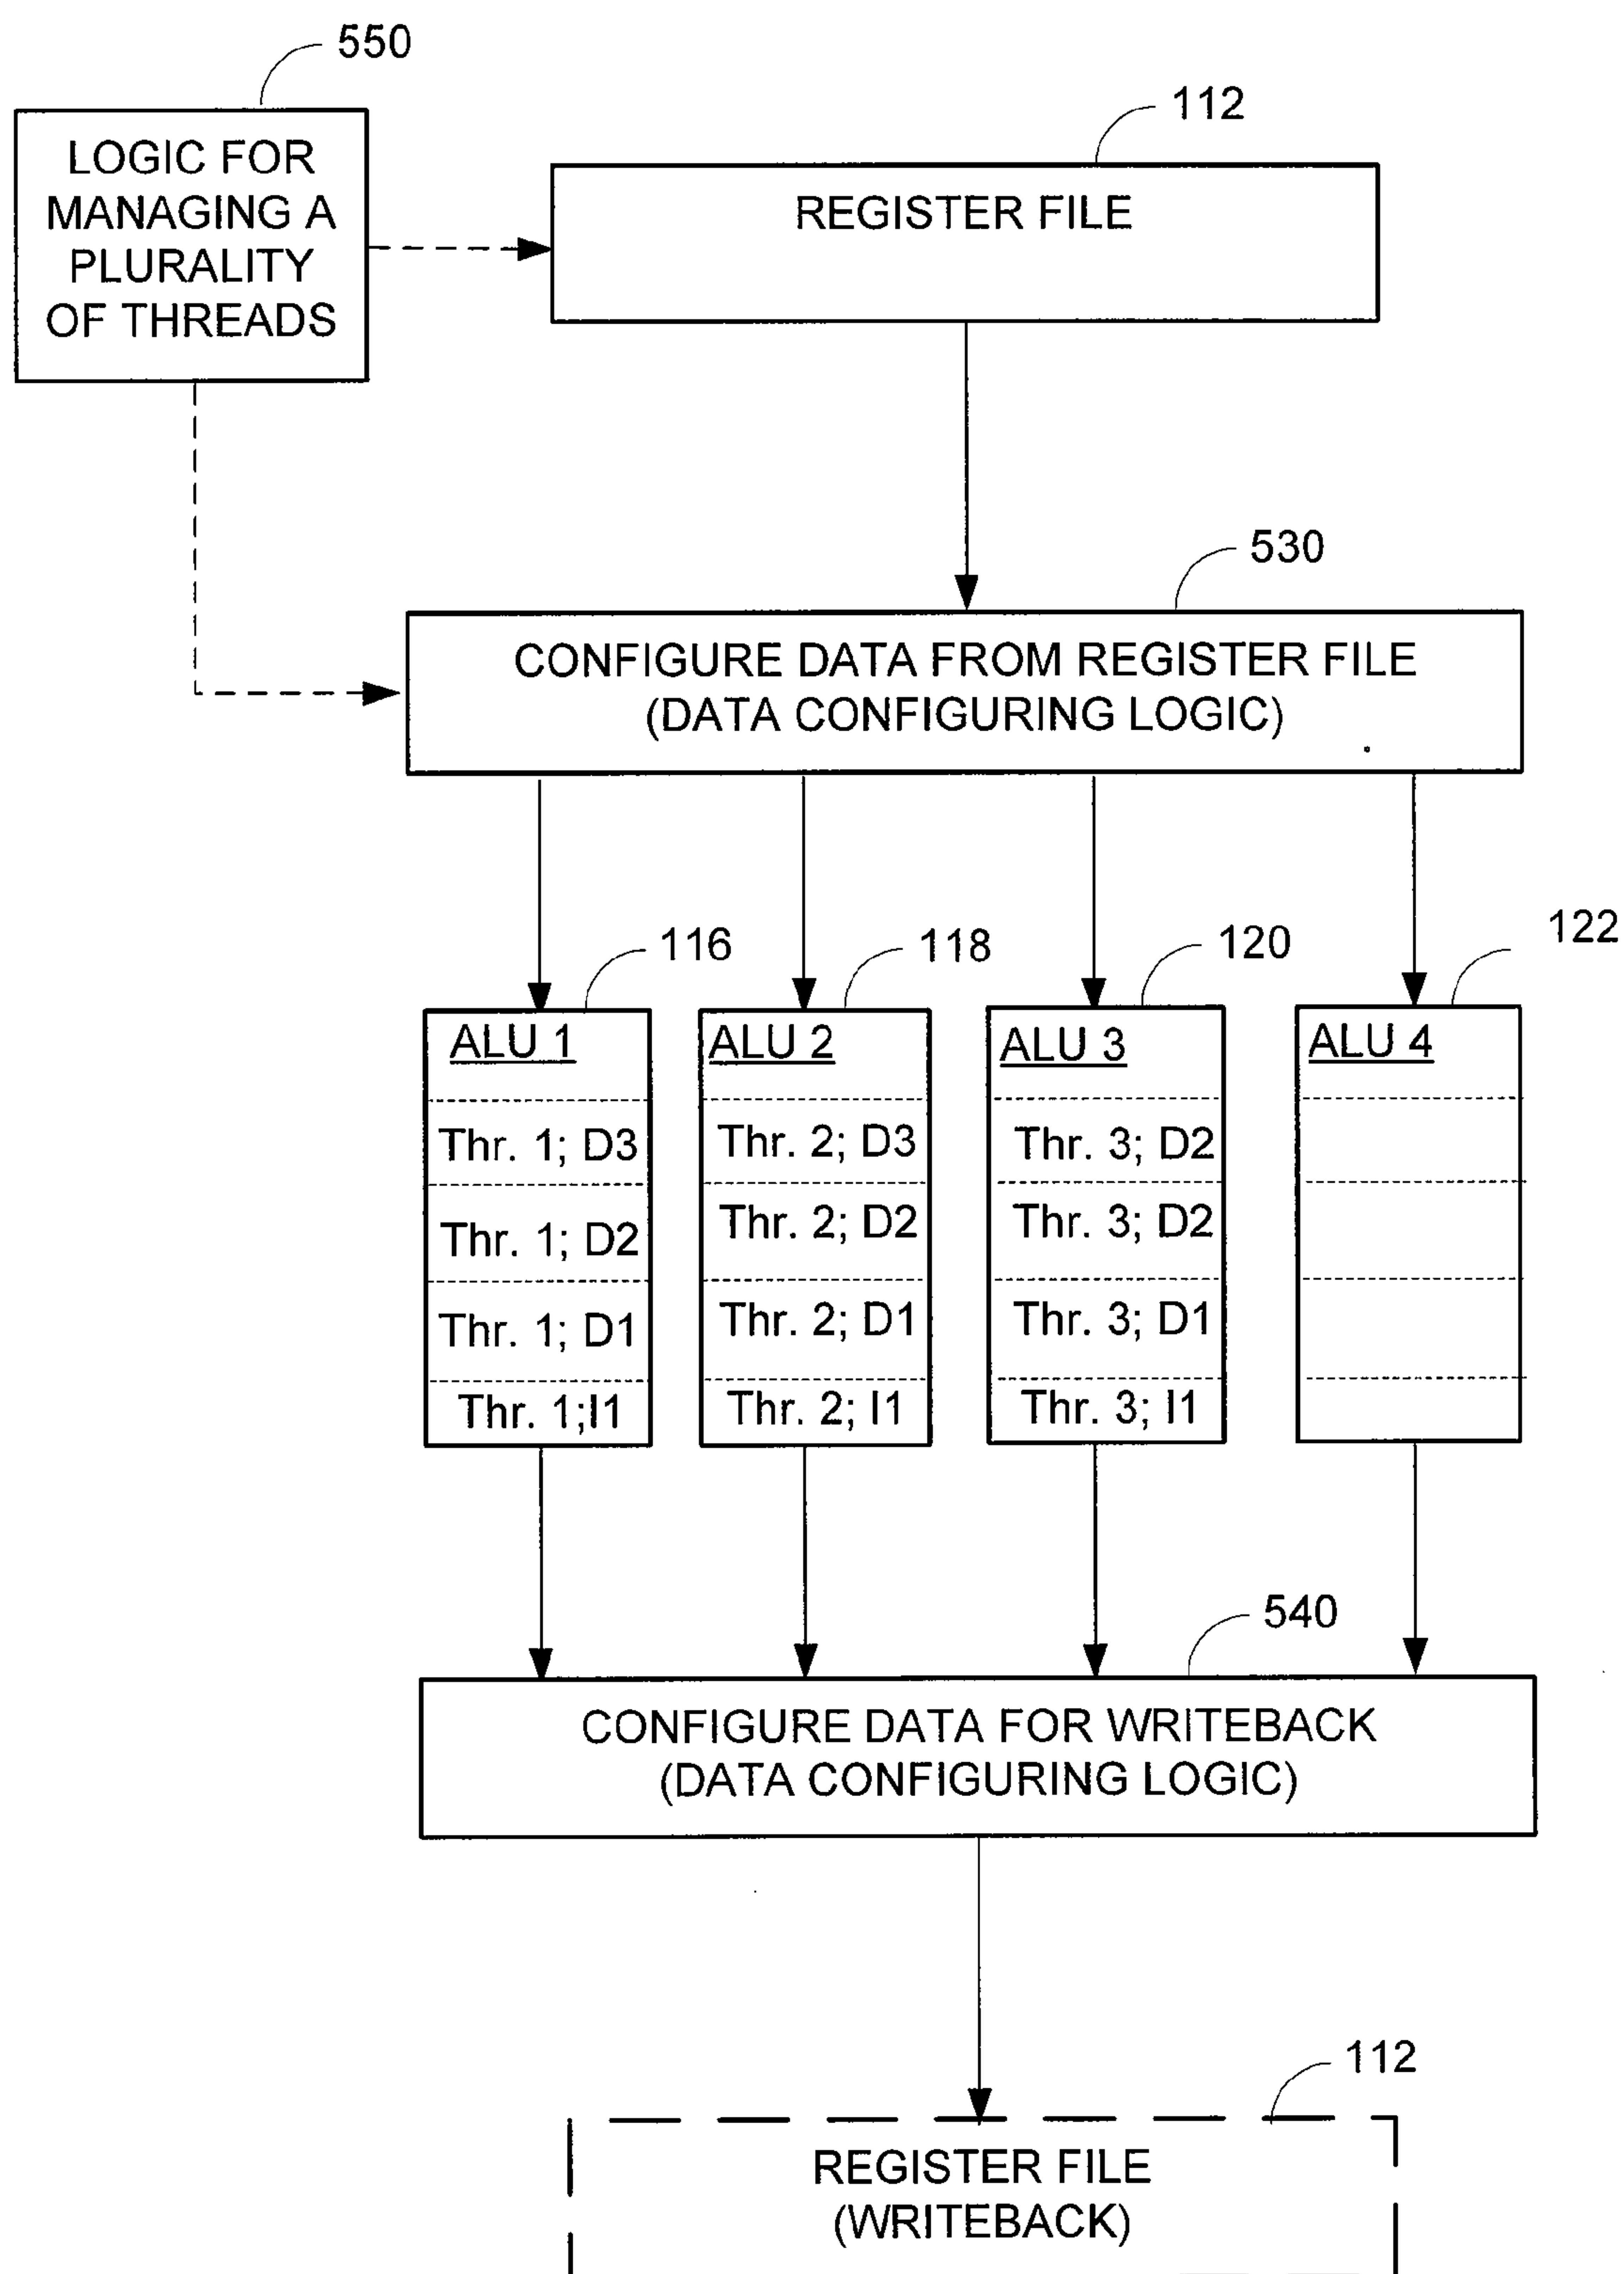 550
LOGIC FOR
MANAGING A
PLURALITY
OF THREADS
112
REGISTER FILE
530
CONFIGURE DATA FROM REGISTER FILE
(DATA CONFIGURING LOGIC)
116
118
120
122
ALU 1
Thr. 1; D3
Thr. 1; D2
Thr. 1; D1
Thr. 1;I1
ALU 2
Thr. 2; D3
Thr. 2; D2
Thr. 2; D1
Thr. 2; I1
ALU 3
Thr. 3; D2
Thr. 3; D2
Thr. 3; D1
Thr. 3; I1
ALU 4
540
CONFIGURE DATA FOR WRITEBACK
(DATA CONFIGURING LOGIC)
112
REGISTER FILE
(WRITEBACK)